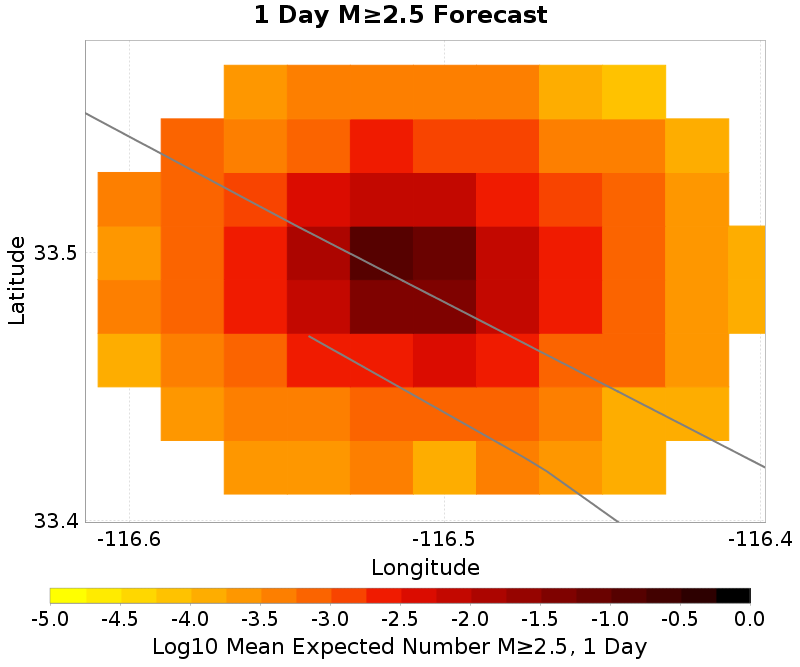 1 Day M≥2.5 Forecast
Latitude
33.5
33.4
-116.6 -116.5 -116.4
Longitude
-5.0 -4.5 -4.0 -3.5 -3.0 -2.5 -2.0 -1.5 -1.0 -0.5 0.0
Log10 Mean Expected Number M≥2.5, 1 Day